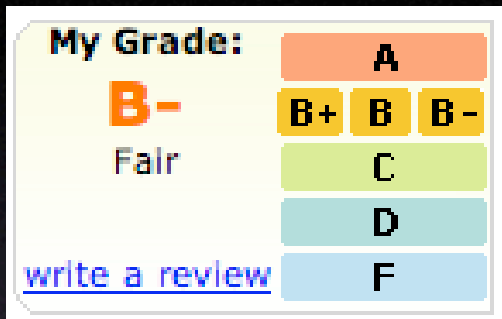 My Grade:
B-
Fair
write a review
A
B+ B B-
C
D
F